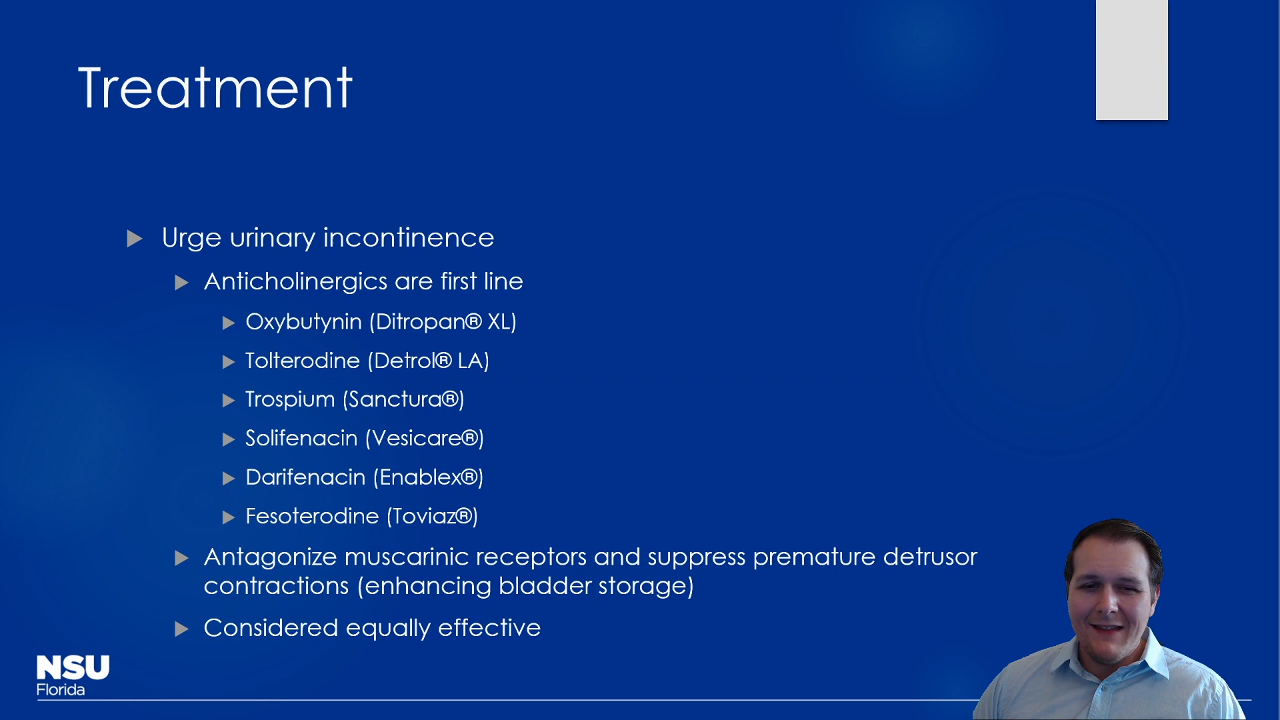 Treatment
Urge urinary incontinence
Anticholinergics are first line
Oxybutynin (Ditropan® XL)
Tolterodine (Detrol® LA)
Trospium (Sanctura®)
Solifenacin (Vesicare®)
Darifenacin (Enablex®)
Fesoterodine (Toviaz®)
Antagonize muscarinic receptors and suppress premature detrusor
contractions (enhancing bladder storage)
Considered equally effective
NSU
Florida